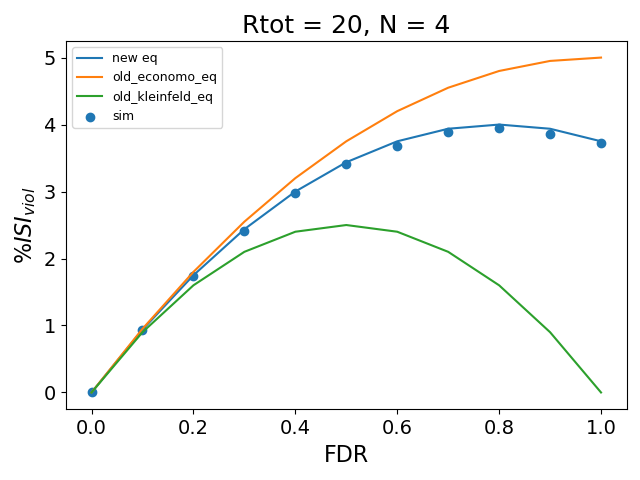 Rtot = 20, N = 4
new eq
old_economo_eq
old_kleinfeld_eq
sim
%ISI_viol
5
4
3
2
1
0
0.0 0.2 0.4 0.6 0.8 1.0
FDR